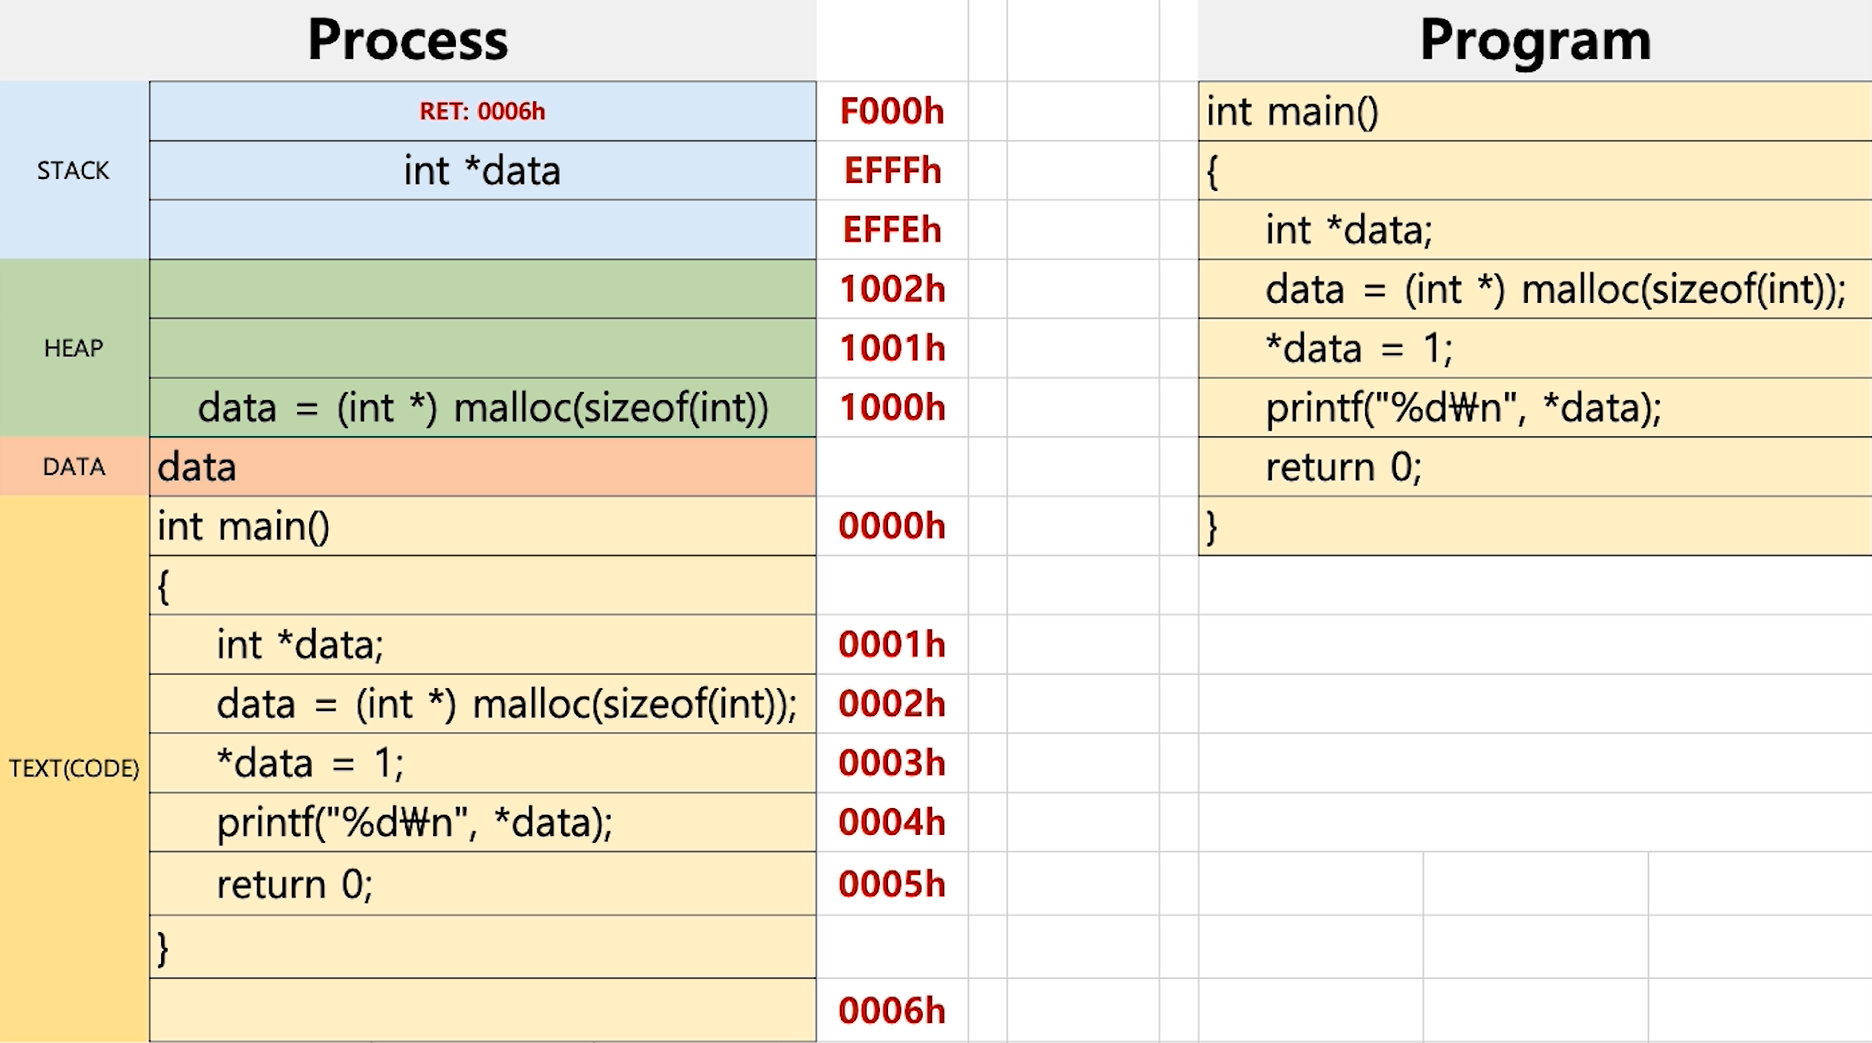 Process
Program
STACK
RET: 0006h
F000h
int *data
EFFFh
EFFEh
HEAP
1002h
1001h
data = (int *) malloc(sizeof(int))
1000h
DATA
data
TEXT(CODE)
int main()
0000h
{
int *data;
0001h
data = (int *) malloc(sizeof(int));
0002h
*data = 1;
0003h
printf("%d₩n", *data);
0004h
return 0;
0005h
}
0006h
int main()
{
int *data;
data = (int *) malloc(sizeof(int));
*data = 1;
printf("%d₩n", *data);
return 0;
}